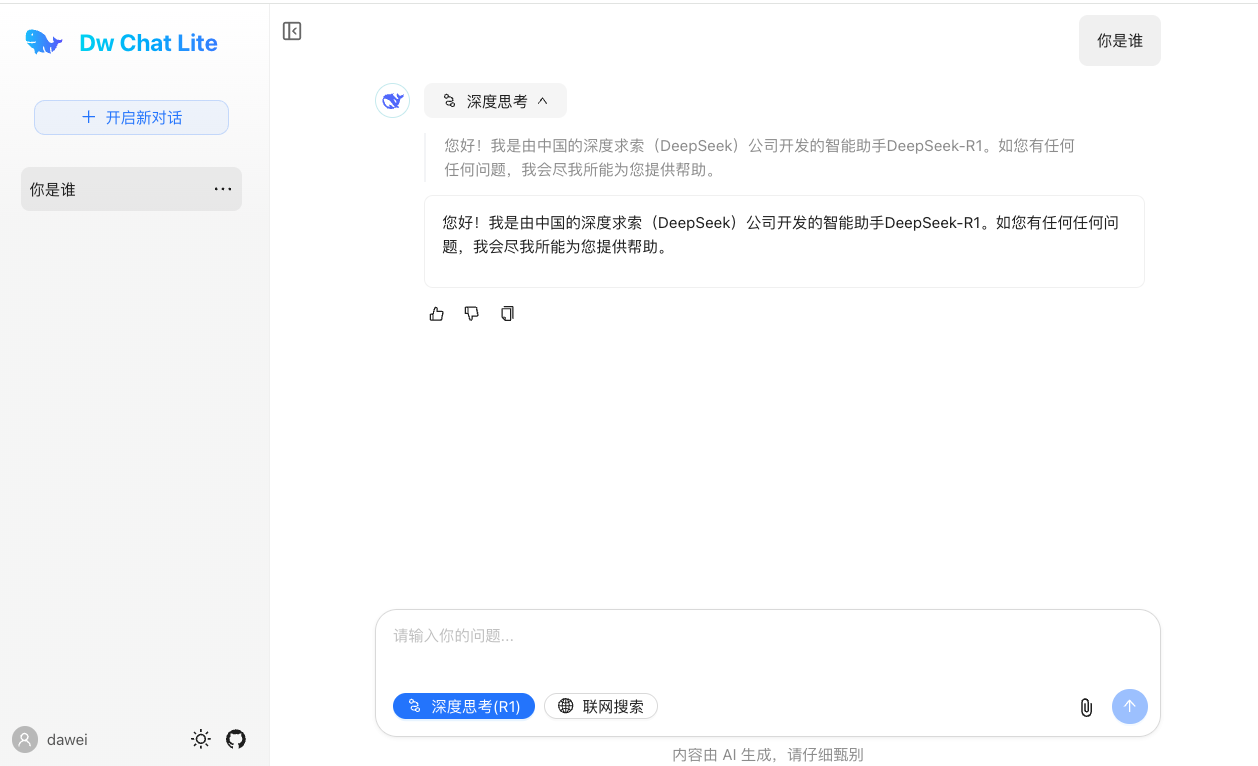 Dw Chat Lite
开启新对话
你是谁
dawei
你是谁
深度思考
您好！我是由中国的深度求索（DeepSeek）公司开发的智能助手DeepSeek-R1。如您有任何
任何问题，我会尽我所能为您提供帮助。
您好！我是由中国的深度求索（DeepSeek）公司开发的智能助手DeepSeek-R1。如您有任何任何问
题，我会尽我所能为您提供帮助。
请输入你的问题...
深度思考(R1)
联网搜索
内容由 AI 生成，请仔细甄别